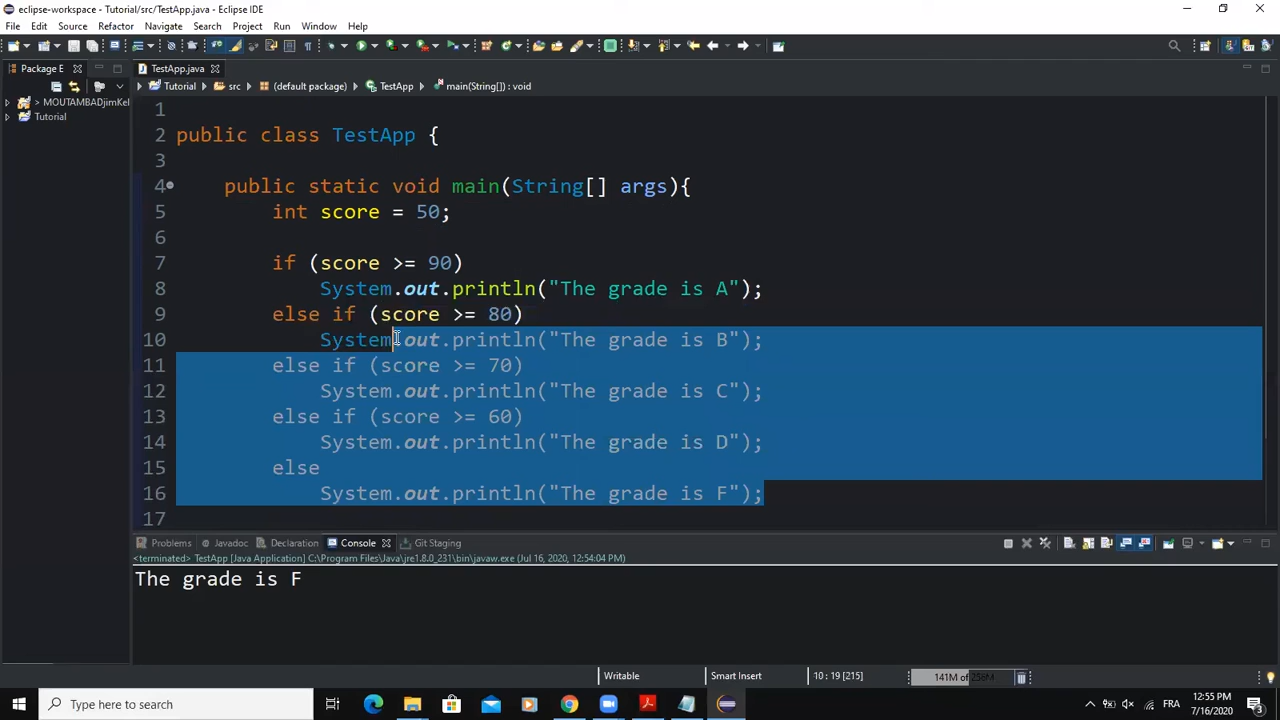 eclipse-workspace - Tutorial/src/TestApp.java - Eclipse IDE
File Edit Source Refactor Navigate Search Project Run Window Help
Package E TestApp.java
Tutorial src (default package) TestApp main(String[]) : void
> MOUTAMBADjimKel
Tutorial
1
2 public class TestApp {
3
4 public static void main(String[] args){
5 int score = 50;
6
7 if (score >= 90)
8 System.out.println("The grade is A");
9 else if (score >= 80)
10 System.out.println("The grade is B");
11 else if (score >= 70)
12 System.out.println("The grade is C");
13 else if (score >= 60)
14 System.out.println("The grade is D");
15 else
16 System.out.println("The grade is F");
17
Problems Javadoc Declaration Console Git Staging
<terminated> TestApp [Java Application] C:\Program Files\Java\jre1.8.0_231\bin\javaw.exe (Jul 16, 2020, 12:54:04 PM)
The grade is F
Writable Smart Insert 10 : 19 [215] 141M of 256M
Type here to search
FRA
12:55 PM
7/16/2020
3